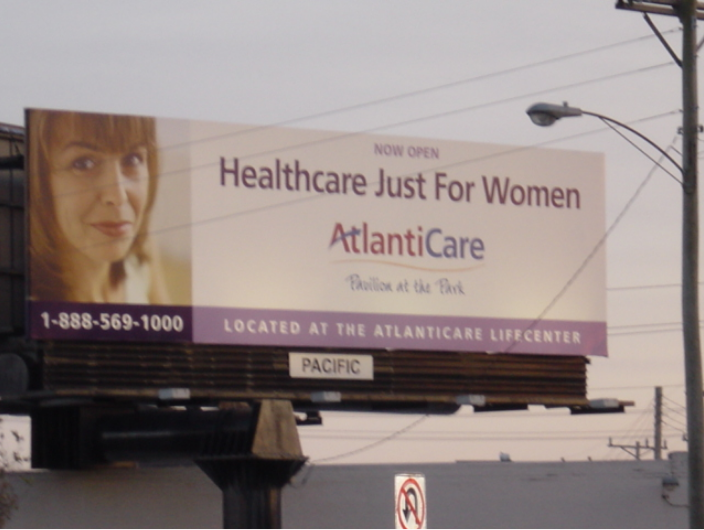 NOW OPEN
Healthcare Just For Women
AtlantiCare
Pavilion at the Park
1-888-569-1000
LOCATED AT THE ATLANTICARE LIFECENTER
PACIFIC